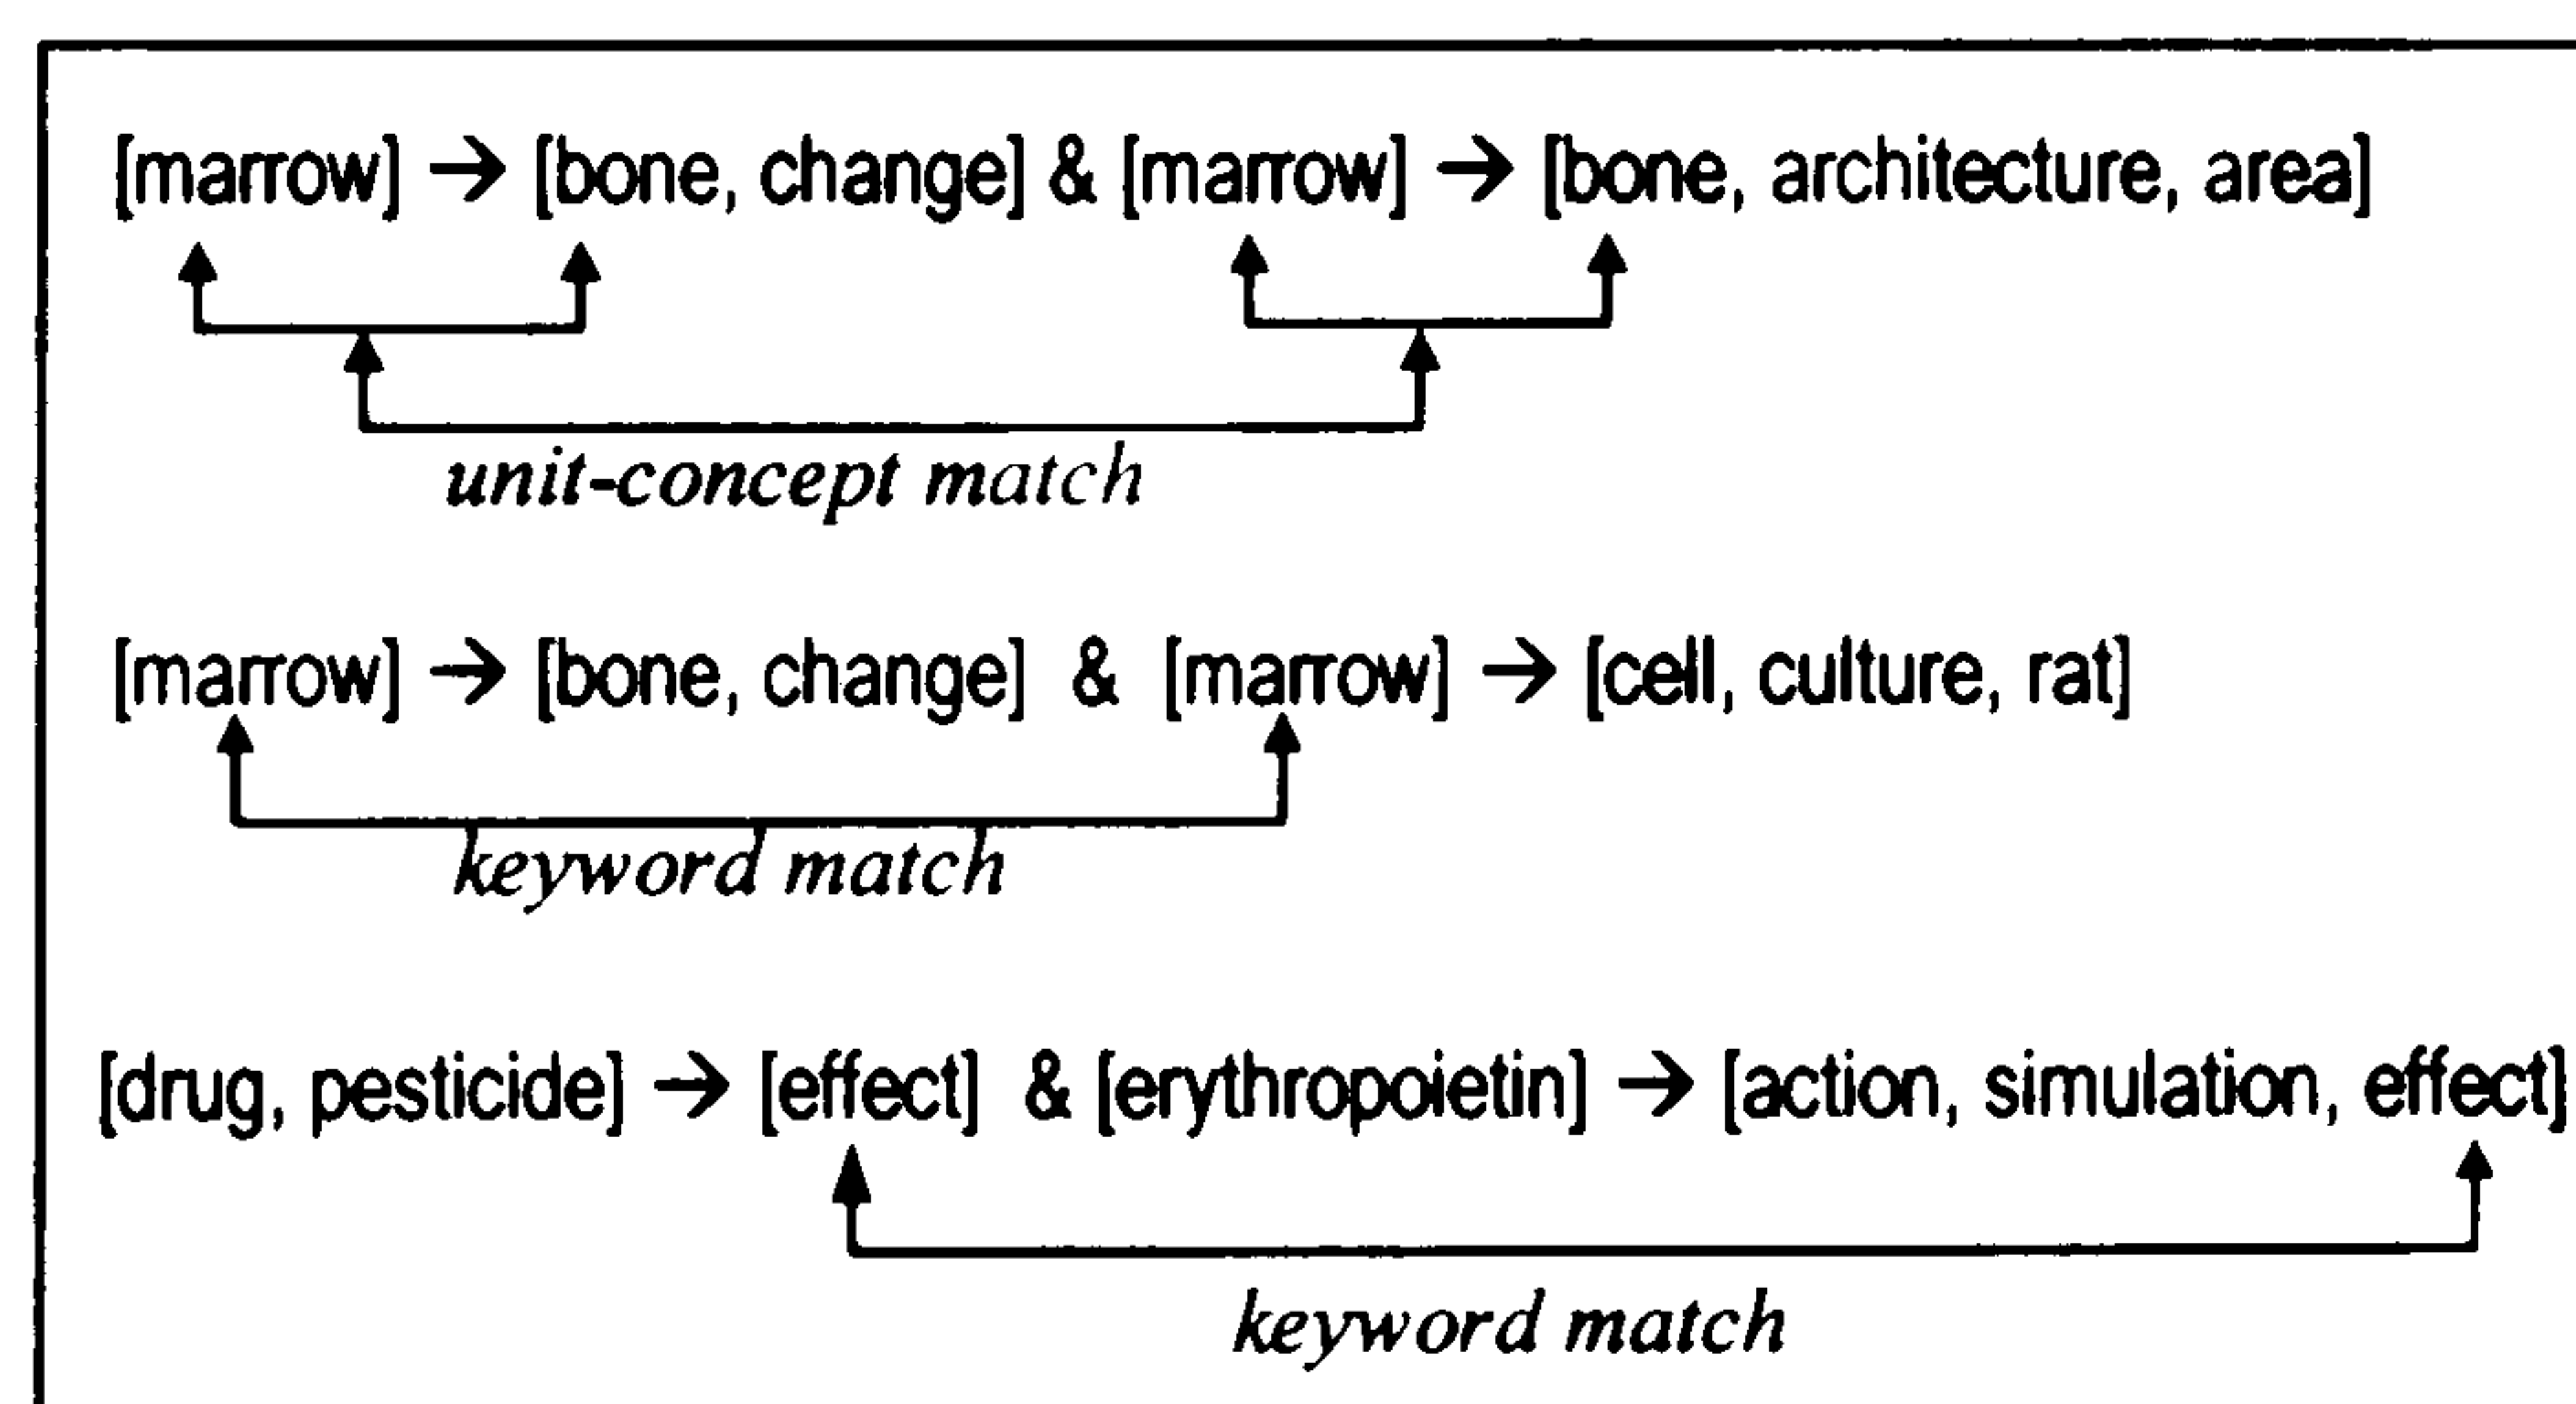 [marrow] → [bone, change] & [marrow] → [bone, architecture, area]
unit-concept match
[marrow] → [bone, change] & [marrow] → [cell, culture, rat]
keyword match
[drug, pesticide] → [effect] & [erythropoietin] → [action, simulation, effect]
keyword match